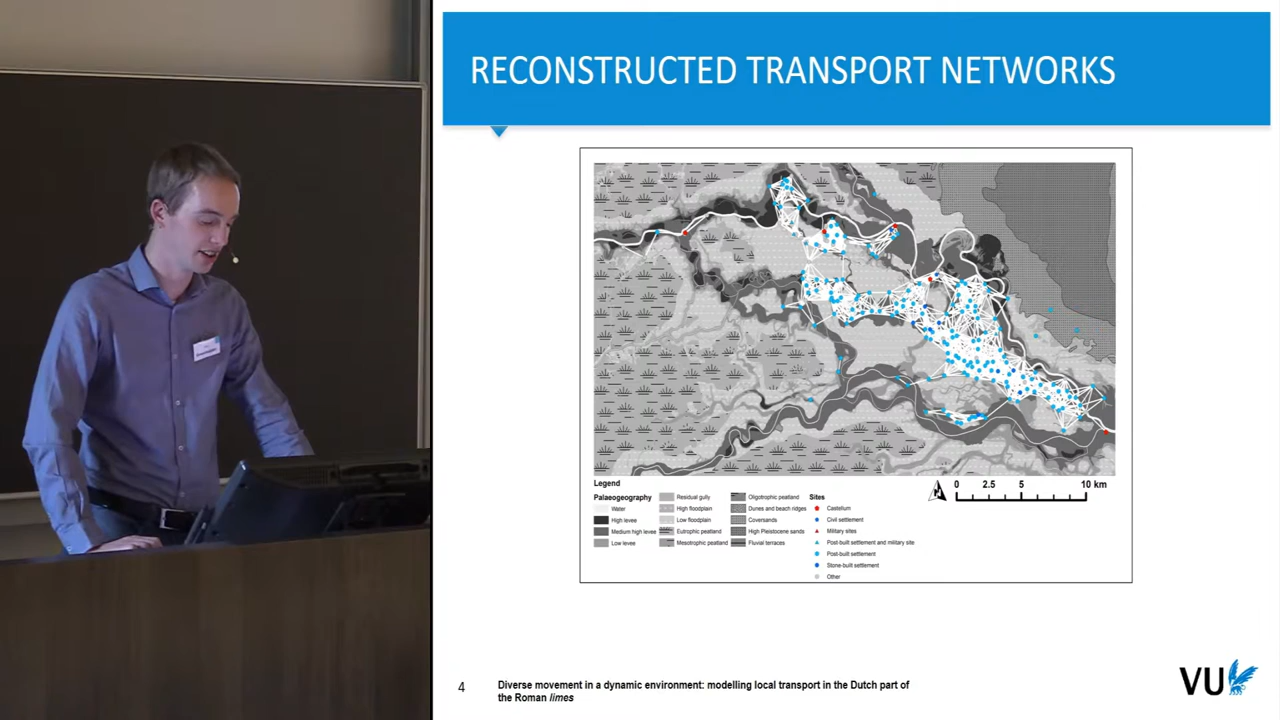 RECONSTRUCTED TRANSPORT NETWORKS
Legend
Palaeogeography
Water
High levee
Medium high levee
Low levee
Residual gully
High floodplain
Low floodplain
Eutrophic peatland
Mesotrophic peatland
Oligotrophic peatland
Dunes and beach ridges
Coversands
High Pleistocene sands
Fluvial terraces
Sites
Castellum
Civil settlement
Military sites
Post-built settlement and military site
Post-built settlement
Stone-built settlement
Other
0 2.5 5 10 km
4
Diverse movement in a dynamic environment: modelling local transport in the Dutch part of
the Roman limes
VU